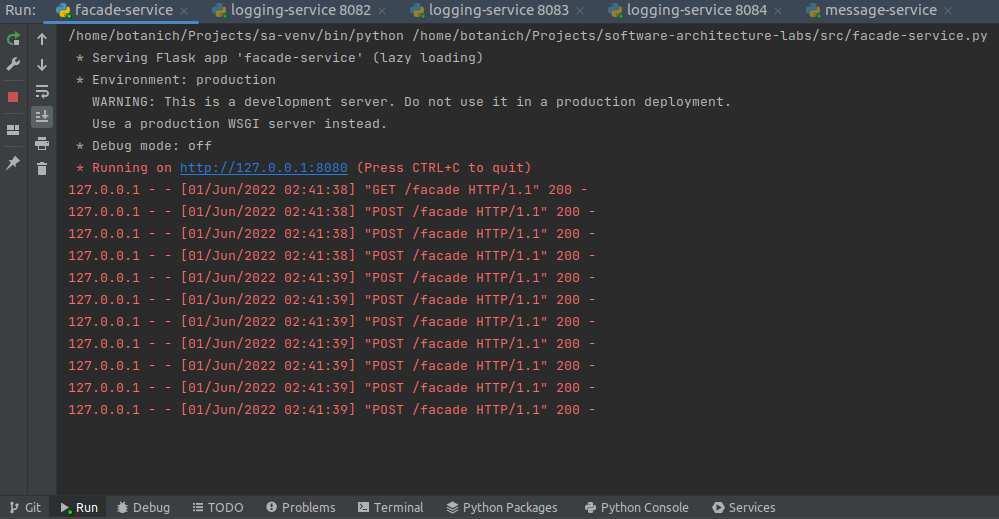 Run: facade-service × logging-service 8082 × logging-service 8083 × logging-service 8084 × message-service ×
/home/botanich/Projects/sa-venv/bin/python /home/botanich/Projects/software-architecture-labs/src/facade-service.py
* Serving Flask app 'facade-service' (lazy loading)
* Environment: production
WARNING: This is a development server. Do not use it in a production deployment.
Use a production WSGI server instead.
* Debug mode: off
* Running on http://127.0.0.1:8080 (Press CTRL+C to quit)
127.0.0.1 - - [01/Jun/2022 02:41:38] "GET /facade HTTP/1.1" 200 -
127.0.0.1 - - [01/Jun/2022 02:41:38] "POST /facade HTTP/1.1" 200 -
127.0.0.1 - - [01/Jun/2022 02:41:38] "POST /facade HTTP/1.1" 200 -
127.0.0.1 - - [01/Jun/2022 02:41:38] "POST /facade HTTP/1.1" 200 -
127.0.0.1 - - [01/Jun/2022 02:41:39] "POST /facade HTTP/1.1" 200 -
127.0.0.1 - - [01/Jun/2022 02:41:39] "POST /facade HTTP/1.1" 200 -
127.0.0.1 - - [01/Jun/2022 02:41:39] "POST /facade HTTP/1.1" 200 -
127.0.0.1 - - [01/Jun/2022 02:41:39] "POST /facade HTTP/1.1" 200 -
127.0.0.1 - - [01/Jun/2022 02:41:39] "POST /facade HTTP/1.1" 200 -
127.0.0.1 - - [01/Jun/2022 02:41:39] "POST /facade HTTP/1.1" 200 -
127.0.0.1 - - [01/Jun/2022 02:41:39] "POST /facade HTTP/1.1" 200 -
Git Run Debug TODO Problems Terminal Python Packages Python Console Services